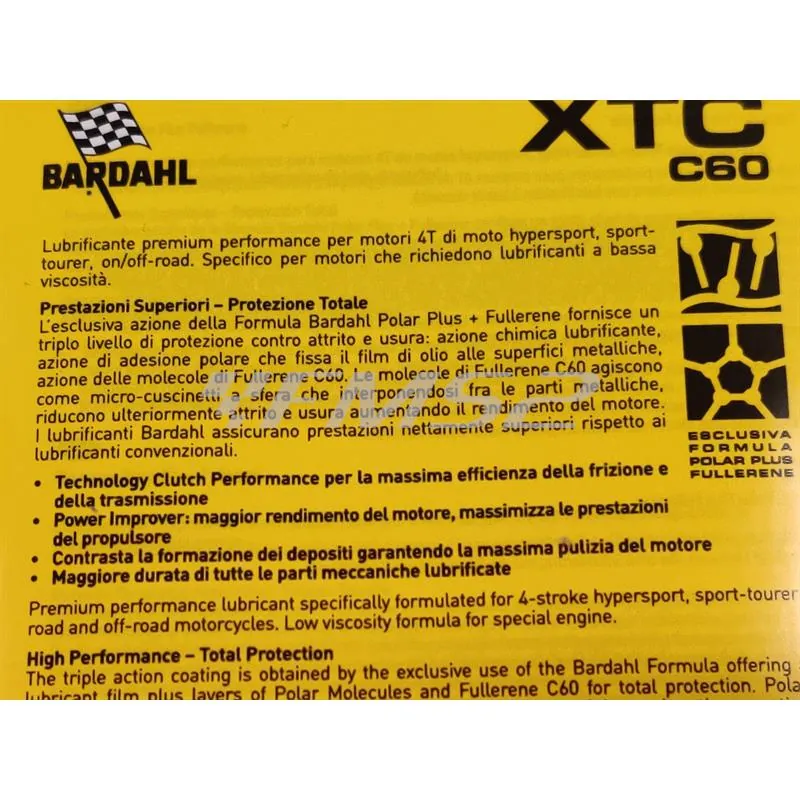 XTC
C60
BARDAHL
Lubrificante premium performance per motori 4T di moto hypersport, sport-
tourer, on/off-road. Specifico per motori che richiedono lubrificanti a bassa
viscosità.
Prestazioni Superiori – Protezione Totale
L'esclusiva azione della Formula Bardahl Polar Plus + Fullerene fornisce un
triplo livello di protezione contro attrito e usura: azione chimica lubrificante,
azione di adesione polare che fissa il film di olio alle superfici metalliche,
azione delle molecole di Fullerene C60. Le molecole di Fullerene C60 agiscono
come micro-cuscinetti a sfera che interponendosi fra le parti metalliche,
riducono ulteriormente attrito e usura aumentando il rendimento del motore.
I lubrificanti Bardahl assicurano prestazioni nettamente superiori rispetto ai
lubrificanti convenzionali.
ESCLUSIVA
FORMULA
POLAR PLUS
FULLERENE
• Technology Clutch Performance per la massima efficienza della frizione e
della trasmissione
• Power Improver: maggior rendimento del motore, massimizza le prestazioni
del propulsore
• Contrasta la formazione dei depositi garantendo la massima pulizia del motore
• Maggiore durata di tutte le parti meccaniche lubrificate
Premium performance lubricant specifically formulated for 4-stroke hypersport, sport-tourer
road and off-road motorcycles. Low viscosity formula for special engine.
High Performance – Total Protection
The triple action coating is obtained by the exclusive use of the Bardahl Formula offering
lubricant film plus layers of Polar Molecules and Fullerene C60 for total protection. Pola